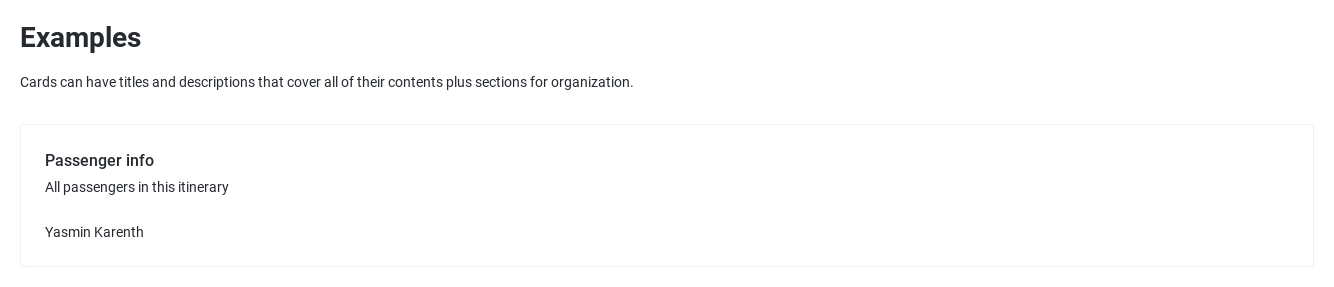 Examples
Cards can have titles and descriptions that cover all of their contents plus sections for organization.
Passenger info
All passengers in this itinerary
Yasmin Karenth